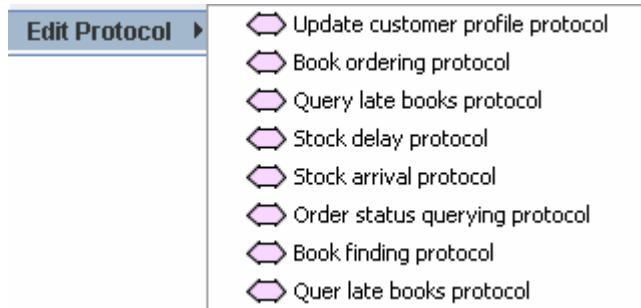 Edit Protocol
Update customer profile protocol
Book ordering protocol
Query late books protocol
Stock delay protocol
Stock arrival protocol
Order status querying protocol
Book finding protocol
Quer late books protocol